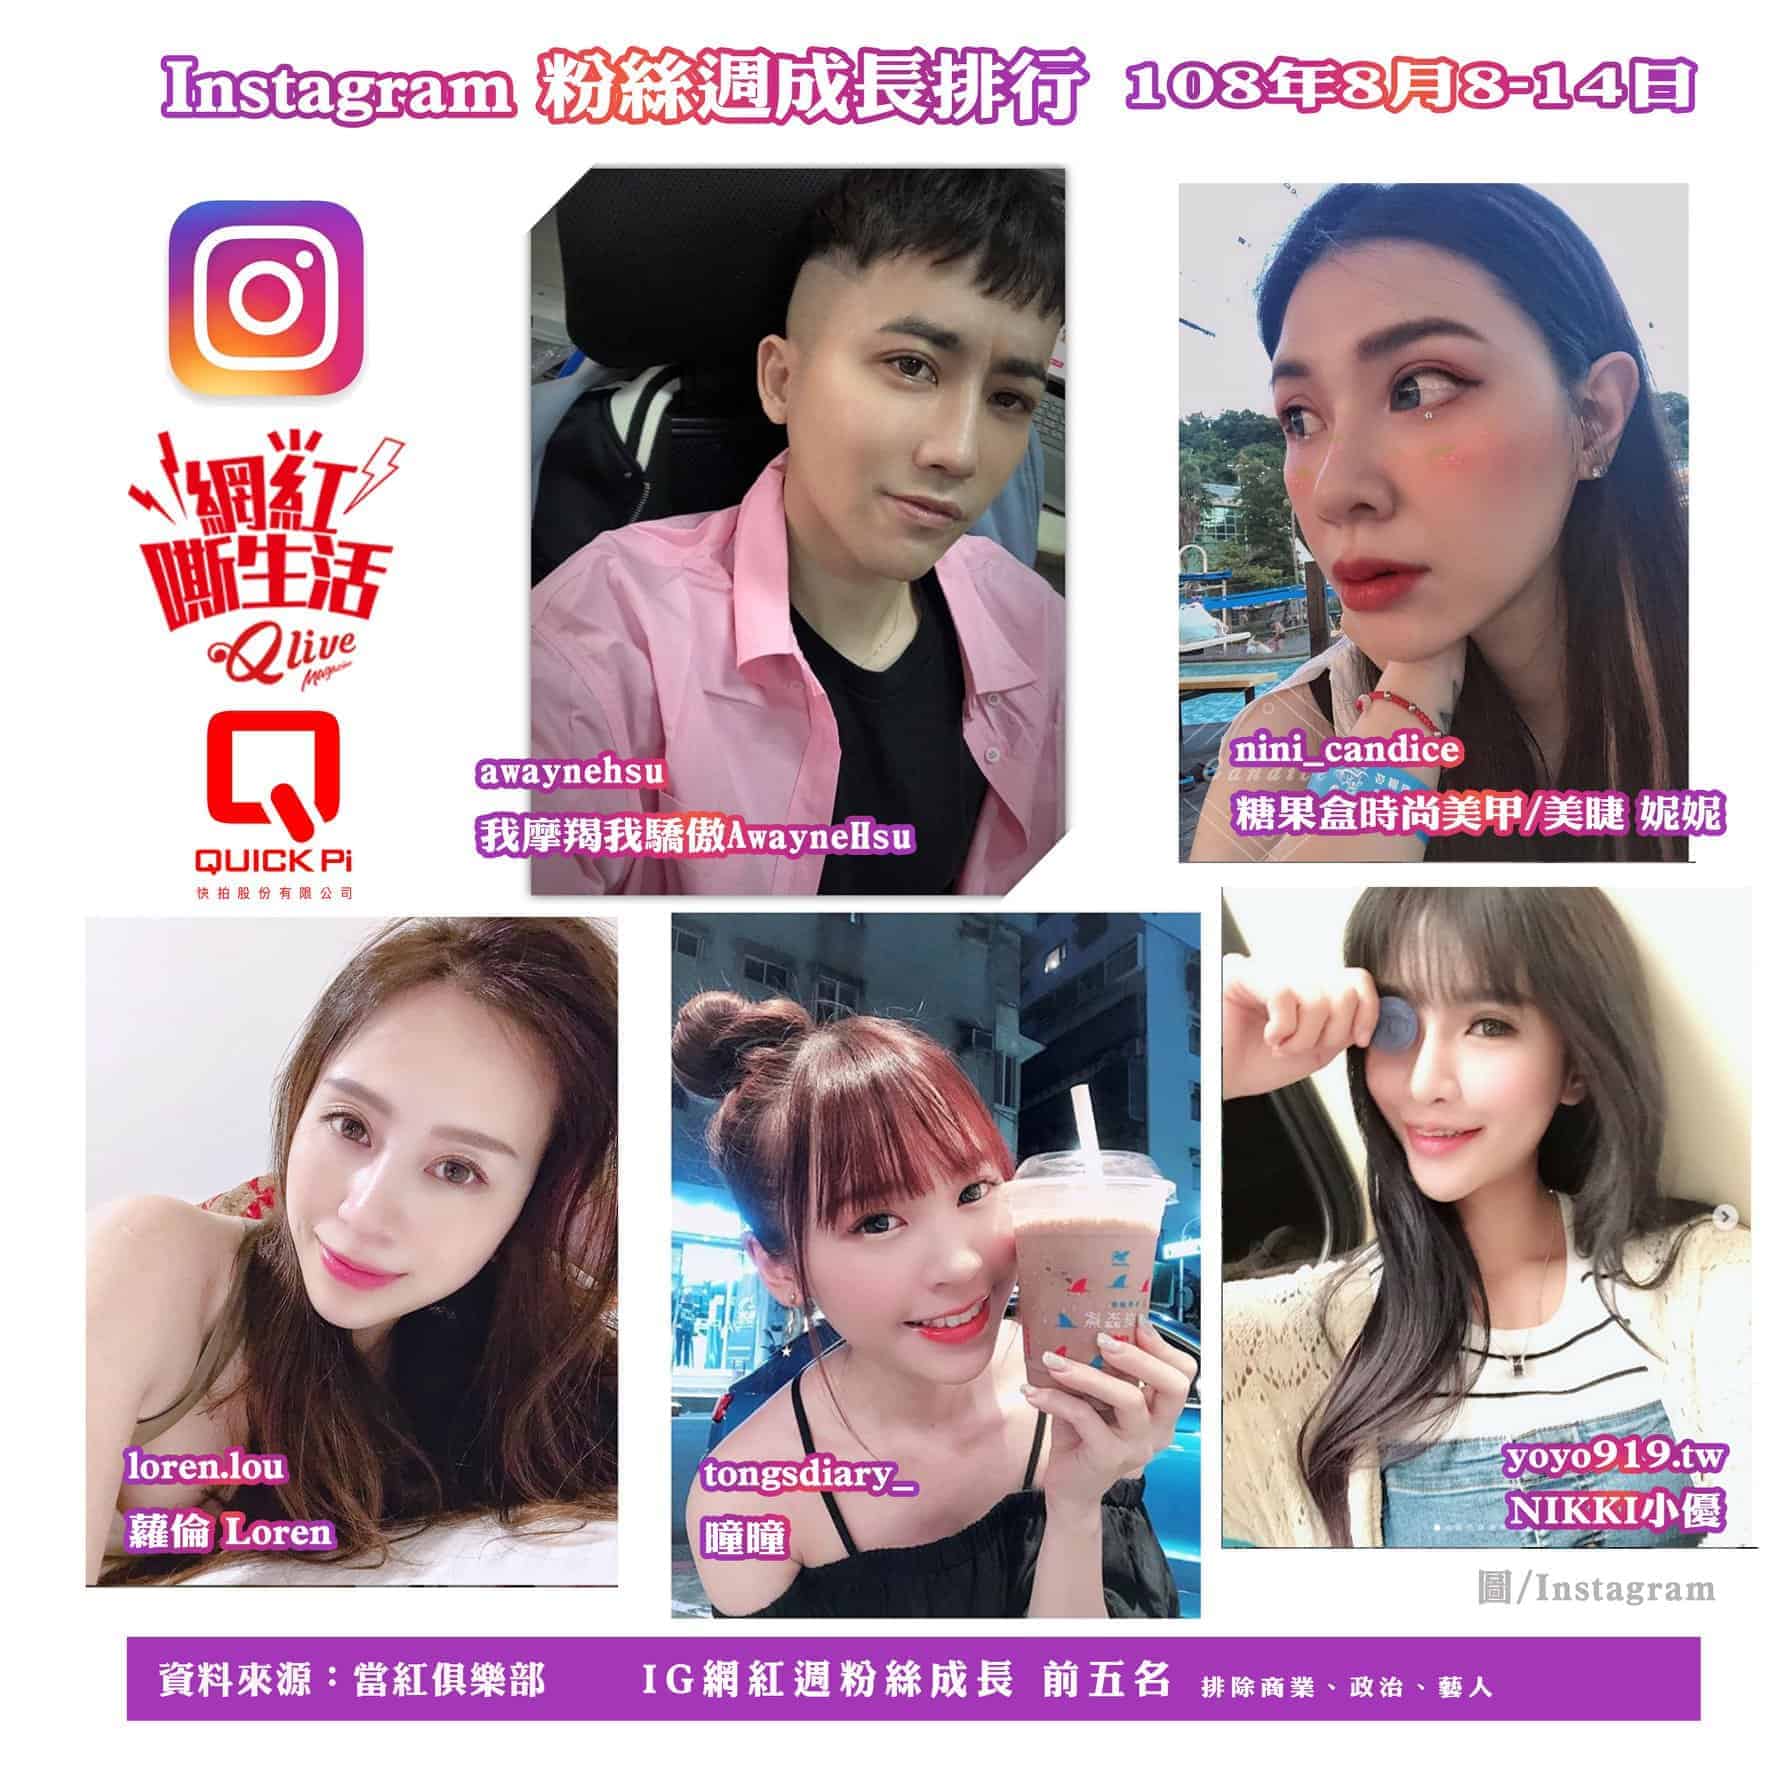 Instagram 粉絲週成長排行 108年8月8-14日
網紅
嘶生活
Qlive
Magazine
QUICK Pi
快拍股份有限公司
awaynehsu
我摩羯我驕傲AwayneHsu
nini_candice
糖果盒時尚美甲/美睫 妮妮
loren.lou
蘿倫 Loren
tongsdiary_
曈曈
yoyo919.tw
NIKKI小優
圖/Instagram
資料來源：當紅俱樂部 IG網紅週粉絲成長 前五名 排除商業、政治、藝人